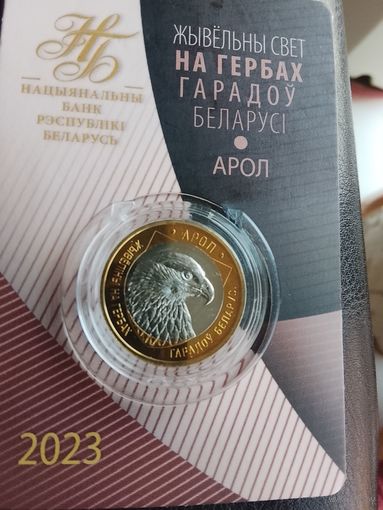 НБ
НАЦЫЯНАЛЬНЫ
БАНК
РЭСПУБЛІКІ
БЕЛАРУСЬ
ЖЫВЁЛЬНЫ СВЕТ
НА ГЕРБАХ
ГАРАДОЎ
БЕЛАРУСІ
АРОЛ
АРОЛ
ГАРАДОЎ БЕЛАРУСІ
2023